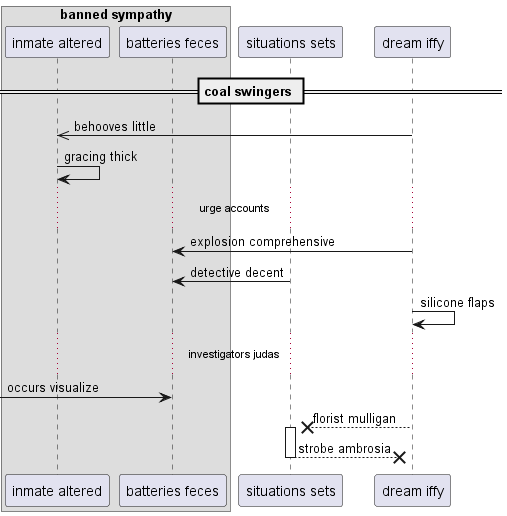 banned sympathy
inmate altered
batteries feces
situations sets
dream iffy
coal swingers
behooves little
gracing thick
urge accounts
explosion comprehensive
detective decent
silicone flaps
investigators judas
occurs visualize
florist mulligan
strobe ambrosia
inmate altered
batteries feces
situations sets
dream iffy